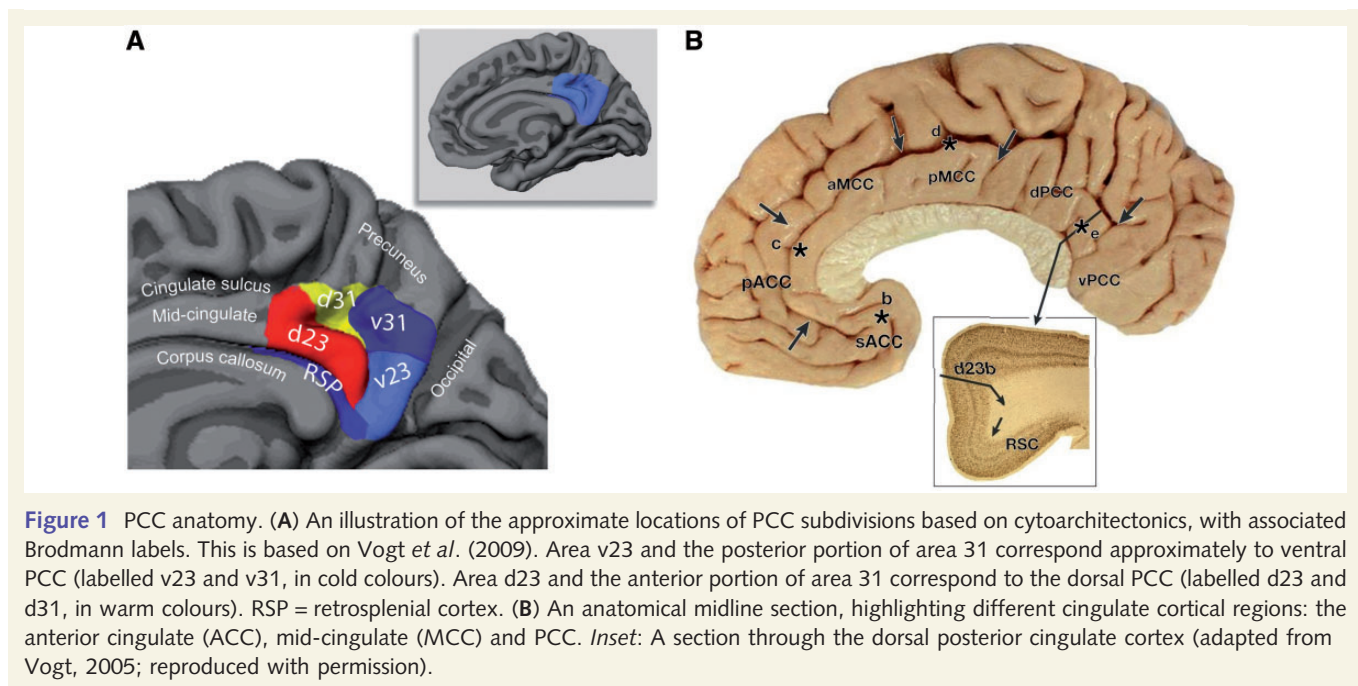 A
Precuneus
Cingulate sulcus
d31
Mid-cingulate
v31
d23
Corpus callosum
RSP
v23
Occipital
B
d
aMCC
pMCC
dPCC
c
e
pACC
vPCC
b
sACC
d23b
RSC
Figure 1 PCC anatomy. (A) An illustration of the approximate locations of PCC subdivisions based on cytoarchitectonics, with associated
Brodmann labels. This is based on Vogt et al. (2009). Area v23 and the posterior portion of area 31 correspond approximately to ventral
PCC (labelled v23 and v31, in cold colours). Area d23 and the anterior portion of area 31 correspond to the dorsal PCC (labelled d23 and
d31, in warm colours). RSP = retrosplenial cortex. (B) An anatomical midline section, highlighting different cingulate cortical regions: the
anterior cingulate (ACC), mid-cingulate (MCC) and PCC. Inset: A section through the dorsal posterior cingulate cortex (adapted from
Vogt, 2005; reproduced with permission).